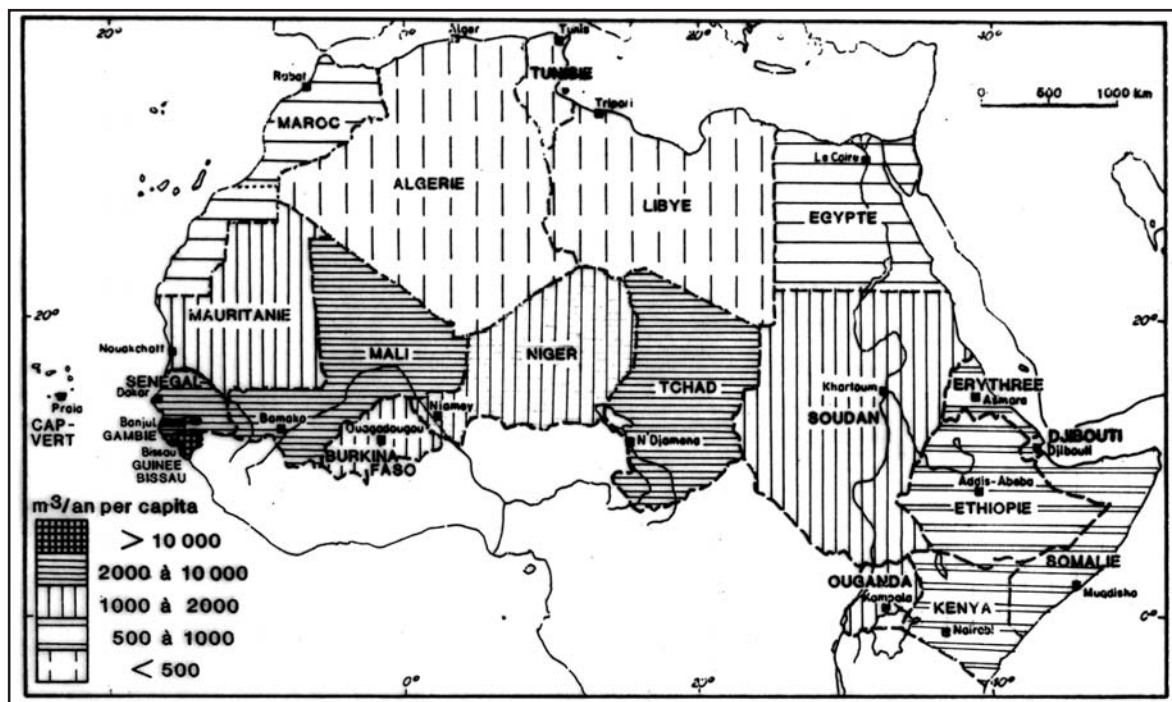 20°
0°
20°
40°
Alger
Tunis
Rabat
TUNISIE
Tripoli
0 500 1000 Km
MAROC
Le Caire
ALGERIE
LIBYE
EGYPTE
20°
20°
MAURITANIE
Nouakchott
MALI
NIGER
TCHAD
SENEGAL
Dakar
Praia
CAP-
VERT
Banjul
GAMBIE
Bissau
GUINEE
BISSAU
Bamako
Niamey
Ouagadougou
BURKINA
FASO
N'Djamena
Khartoum
SOUDAN
ERYTHREE
Asmara
DJIBOUTI
Djibouti
Addis-Abeba
ETHIOPIE
SOMALIE
Muqdisho
OUGANDA
Kampala
KENYA
Nairobi
0°
m³/an per capita
> 10 000
2000 à 10 000
1000 à 2000
500 à 1000
< 500
0°
20°
40°